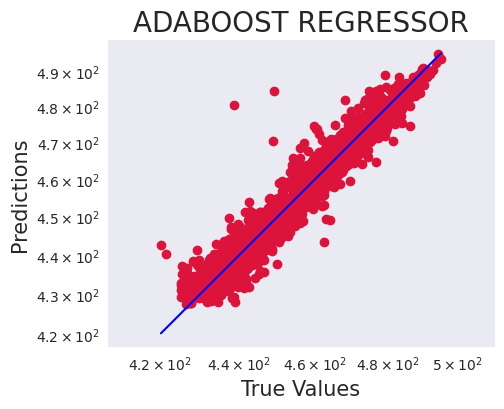 ADABOOST REGRESSOR
4.9 × 10²
4.8 × 10²
4.7 × 10²
4.6 × 10²
4.5 × 10²
4.4 × 10²
4.3 × 10²
4.2 × 10²
Predictions
4.2 × 10² 4.4 × 10² 4.6 × 10² 4.8 × 10² 5 × 10²
True Values